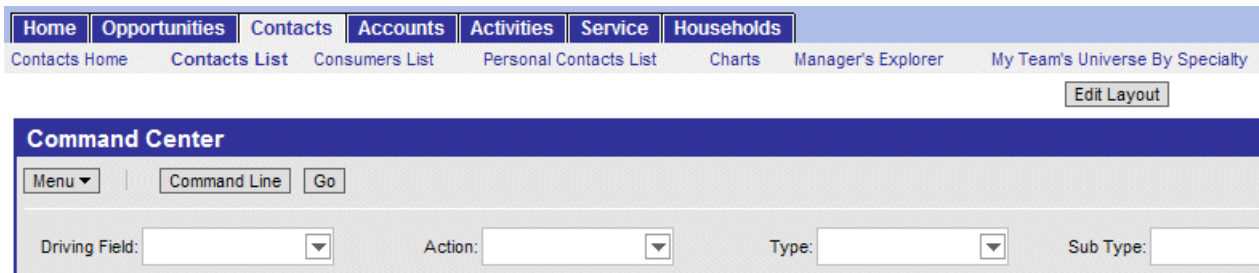 Home Opportunities Contacts Accounts Activities Service Households
Contacts Home Contacts List Consumers List Personal Contacts List Charts Manager's Explorer My Team's Universe By Specialty
Edit Layout
Command Center
Menu Command Line Go
Driving Field: Action: Type: Sub Type: